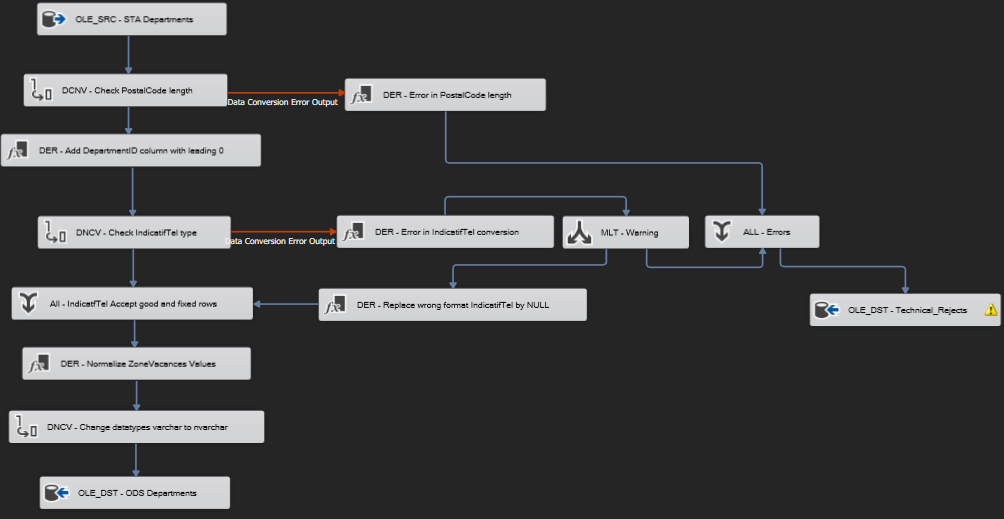 OLE_SRC - STA Departments
DCNV - Check PostalCode length
Data Conversion Error Output
DER - Error in PostalCode length
DER - Add DepartmentID column with leading 0
DNCV - Check IndicatifTel type
Data Conversion Error Output
DER - Error in IndicatifTel conversion
MLT - Warning
ALL - Errors
All - IndicatfTel Accept good and fixed rows
DER - Replace wrong format IndicatifTel by NULL
OLE_DST - Technical_Rejects
DER - Normalize ZoneVacances Values
DNCV - Change datatypes varchar to nvarchar
OLE_DST - ODS Departments